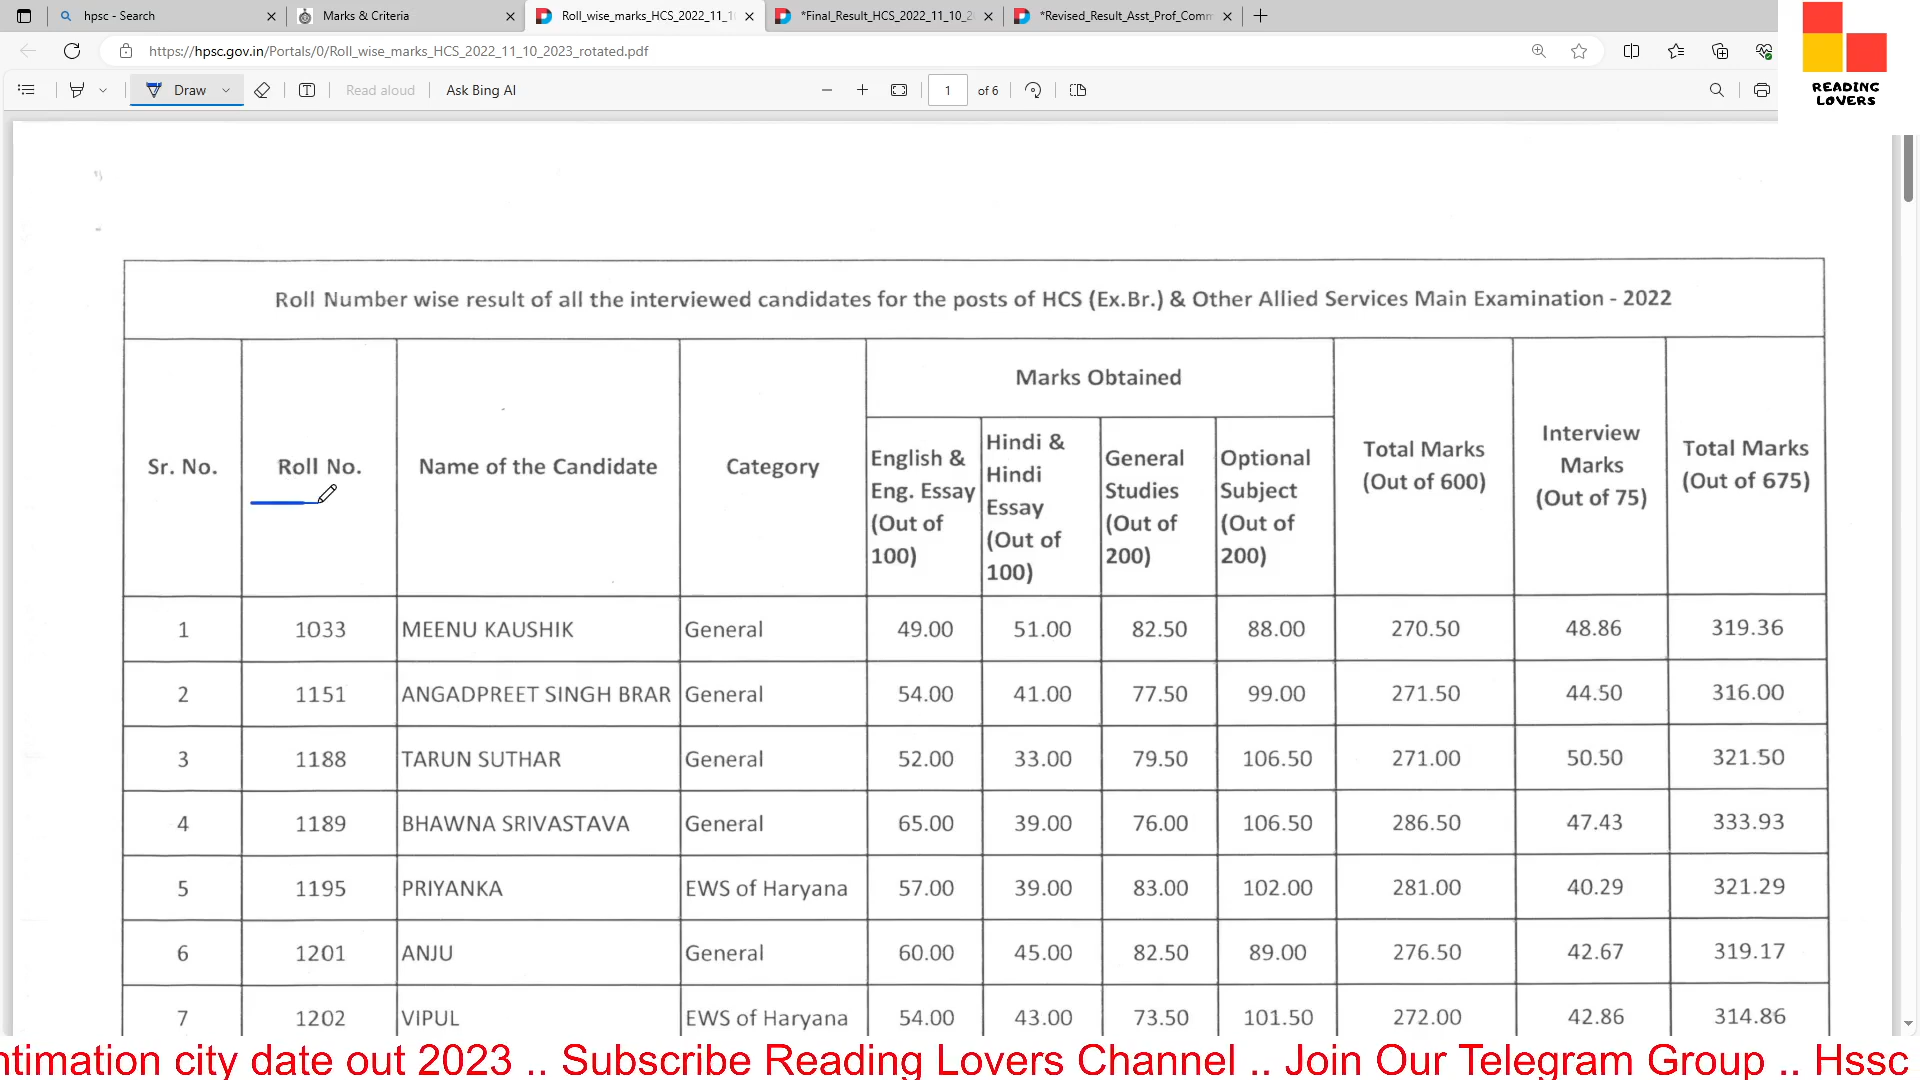 hpsc - Search
Marks & Criteria
Roll_wise_marks_HCS_2022_11_1
*Final_Result_HCS_2022_11_10_2
*Revised_Result_Asst_Prof_Comm
https://hpsc.gov.in/Portals/0/Roll_wise_marks_HCS_2022_11_10_2023_rotated.pdf
Draw
Read aloud
Ask Bing AI
1
of 6
READING
LOVERS
Roll Number wise result of all the interviewed candidates for the posts of HCS (Ex.Br.) & Other Allied Services Main Examination - 2022
Sr. No.
Roll No.
Name of the Candidate
Category
Marks Obtained
English &
Eng. Essay
(Out of
100)
Hindi &
Hindi
Essay
(Out of
100)
General
Studies
(Out of
200)
Optional
Subject
(Out of
200)
Total Marks
(Out of 600)
Interview
Marks
(Out of 75)
Total Marks
(Out of 675)
1 1033 MEENU KAUSHIK General 49.00 51.00 82.50 88.00 270.50 48.86 319.36
2 1151 ANGADPREET SINGH BRAR General 54.00 41.00 77.50 99.00 271.50 44.50 316.00
3 1188 TARUN SUTHAR General 52.00 33.00 79.50 106.50 271.00 50.50 321.50
4 1189 BHAWNA SRIVASTAVA General 65.00 39.00 76.00 106.50 286.50 47.43 333.93
5 1195 PRIYANKA EWS of Haryana 57.00 39.00 83.00 102.00 281.00 40.29 321.29
6 1201 ANJU General 60.00 45.00 82.50 89.00 276.50 42.67 319.17
7 1202 VIPUL EWS of Haryana 54.00 43.00 73.50 101.50 272.00 42.86 314.86
ntimation city date out 2023 .. Subscribe Reading Lovers Channel .. Join Our Telegram Group .. Hssc